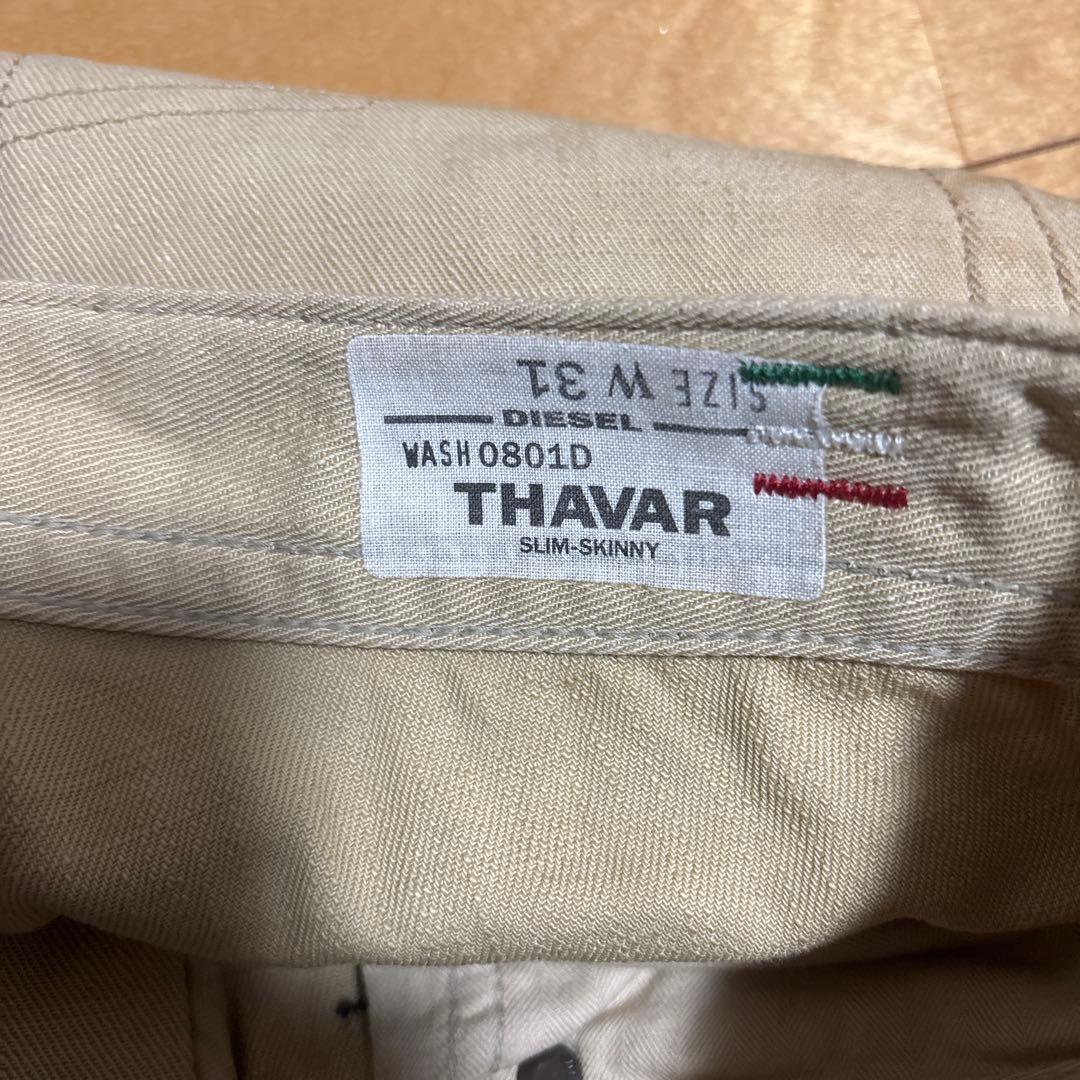 SIZE W 31
DIESEL
WASH 0801D
THAVAR
SLIM-SKINNY